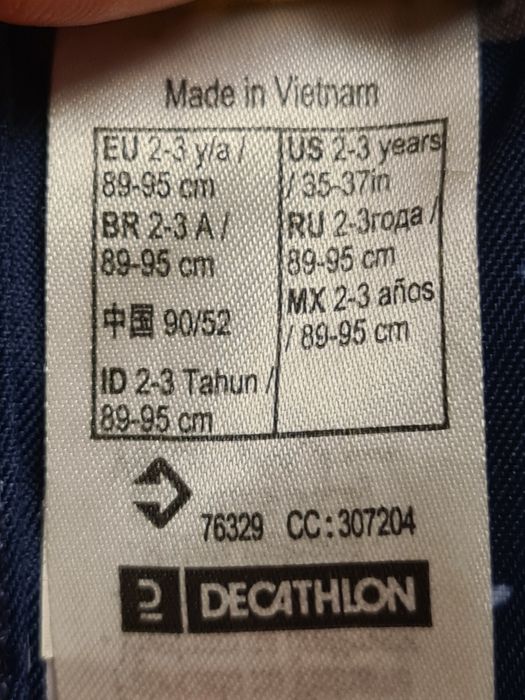 Made in Vietnam
EU 2-3 y/a /
89-95 cm
BR 2-3 A /
89-95 cm
中国 90/52
ID 2-3 Tahun /
89-95 cm
US 2-3 years
/ 35-37in
RU 2-3года /
89-95 cm
MX 2-3 años
/ 89-95 cm
76329 CC:307204
DECATHLON